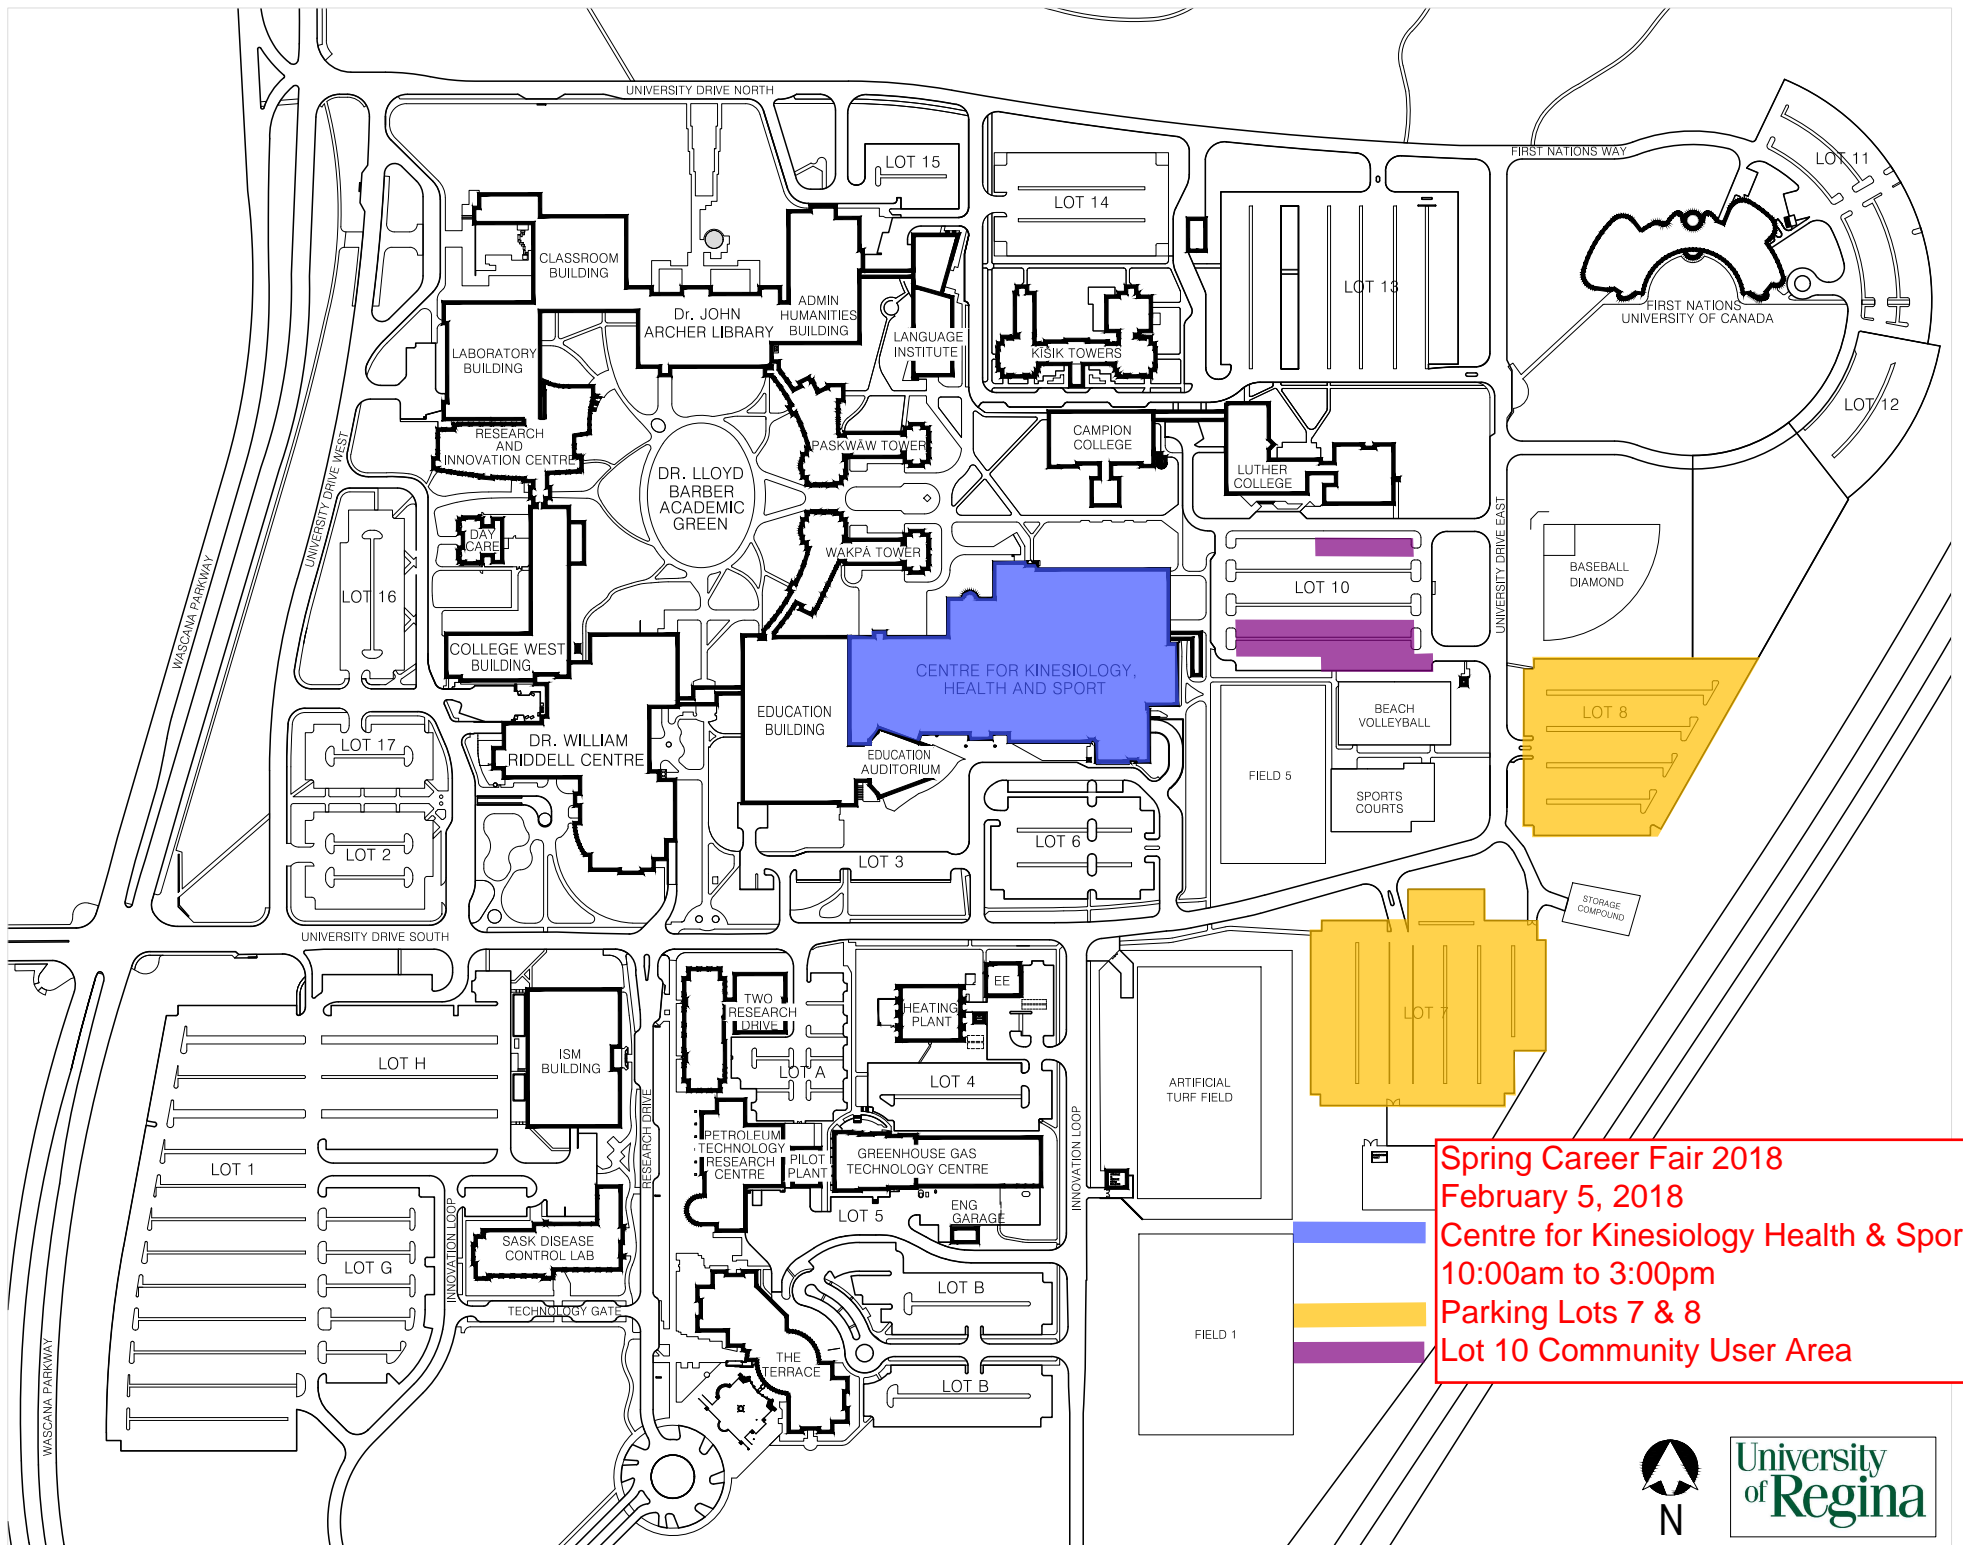 UNIVERSITY DRIVE NORTH
FIRST NATIONS WAY
LOT 11
LOT 15
LOT 14
CLASSROOM
BUILDING
LOT 13
ADMIN
HUMANITIES
BUILDING
Dr. JOHN
ARCHER LIBRARY
FIRST NATIONS
UNIVERSITY OF CANADA
LANGUAGE
INSTITUTE
KĪSIK TOWERS
LABORATORY
BUILDING
LOT 12
RESEARCH
AND
INNOVATION CENTRE
PASKWĀW TOWER
CAMPION
COLLEGE
LUTHER
COLLEGE
DR. LLOYD
BARBER
ACADEMIC
GREEN
UNIVERSITY DRIVE WEST
UNIVERSITY DRIVE EAST
DAY
CARE
WAKPĀ TOWER
BASEBALL
DIAMOND
LOT 10
LOT 16
WASCANA PARKWAY
COLLEGE WEST
BUILDING
CENTRE FOR KINESIOLOGY,
HEALTH AND SPORT
EDUCATION
BUILDING
BEACH
VOLLEYBALL
LOT 8
LOT 17
DR. WILLIAM
RIDDELL CENTRE
EDUCATION
AUDITORIUM
FIELD 5
SPORTS
COURTS
LOT 2
LOT 3
LOT 6
STORAGE
COMPOUND
UNIVERSITY DRIVE SOUTH
TWO
RESEARCH
DRIVE
EE
HEATING
PLANT
LOT 7
ISM
BUILDING
LOT H
LOT A
LOT 4
ARTIFICIAL
TURF FIELD
RESEARCH DRIVE
INNOVATION LOOP
PETROLEUM
TECHNOLOGY
RESEARCH
CENTRE
PILOT
PLANT
GREENHOUSE GAS
TECHNOLOGY CENTRE
LOT 1
LOT 5
ENG
GARAGE
INNOVATION LOOP
SASK DISEASE
CONTROL LAB
LOT G
TECHNOLOGY GATE
LOT B
THE
TERRACE
LOT B
FIELD 1
WASCANA PARKWAY
Spring Career Fair 2018
February 5, 2018
Centre for Kinesiology Health & Spor
10:00am to 3:00pm
Parking Lots 7 & 8
Lot 10 Community User Area
N
University
of Regina